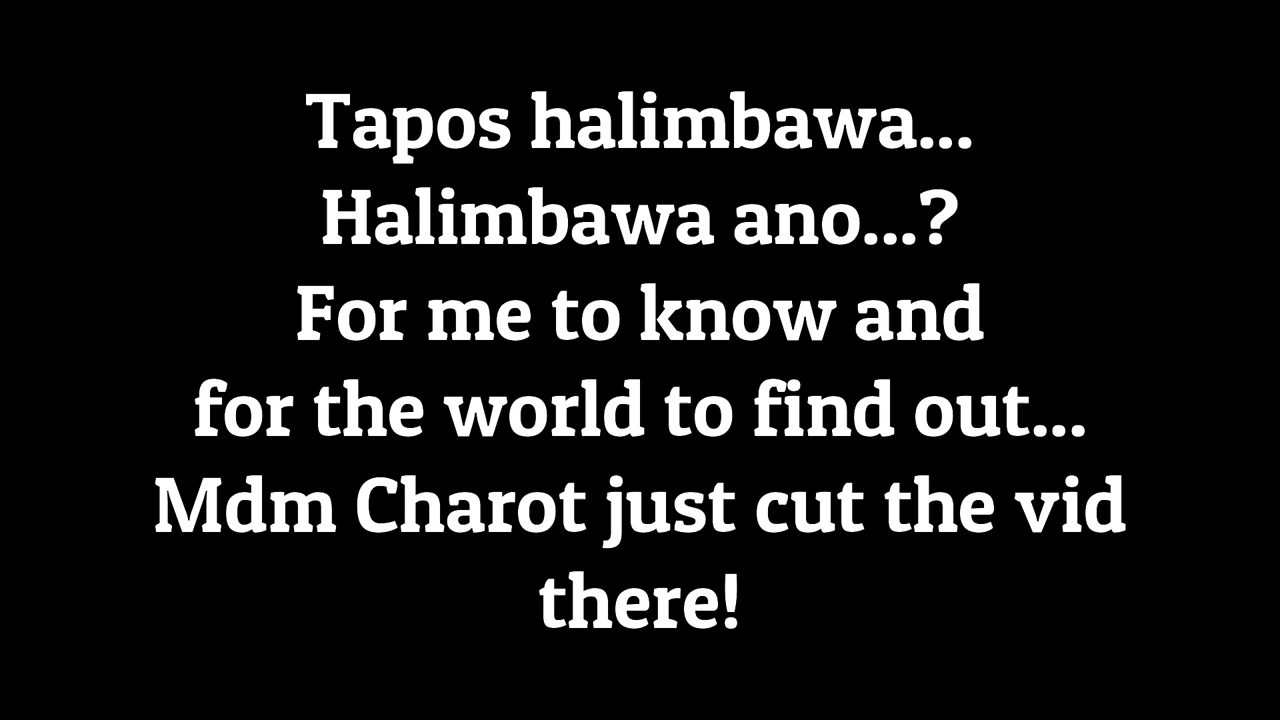 Tapos halimbawa...
Halimbawa ano...?
For me to know and
for the world to find out...
Mdm Charot just cut the vid
there!